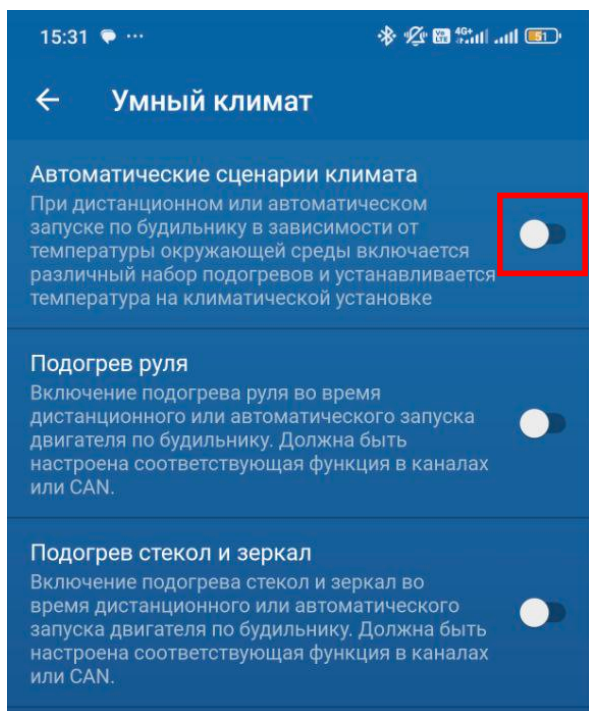 15:31
VoLTE 4G+ 51
Умный климат
Автоматические сценарии климата
При дистанционном или автоматическом
запуске по будильнику в зависимости от
температуры окружающей среды включается
различный набор подогревов и устанавливается
температура на климатической установке
Подогрев руля
Включение подогрева руля во время
дистанционного или автоматического запуска
двигателя по будильнику. Должна быть
настроена соответствующая функция в каналах
или CAN.
Подогрев стекол и зеркал
Включение подогрева стекол и зеркал во
время дистанционного или автоматического
запуска двигателя по будильнику. Должна быть
настроена соответствующая функция в каналах
или CAN.